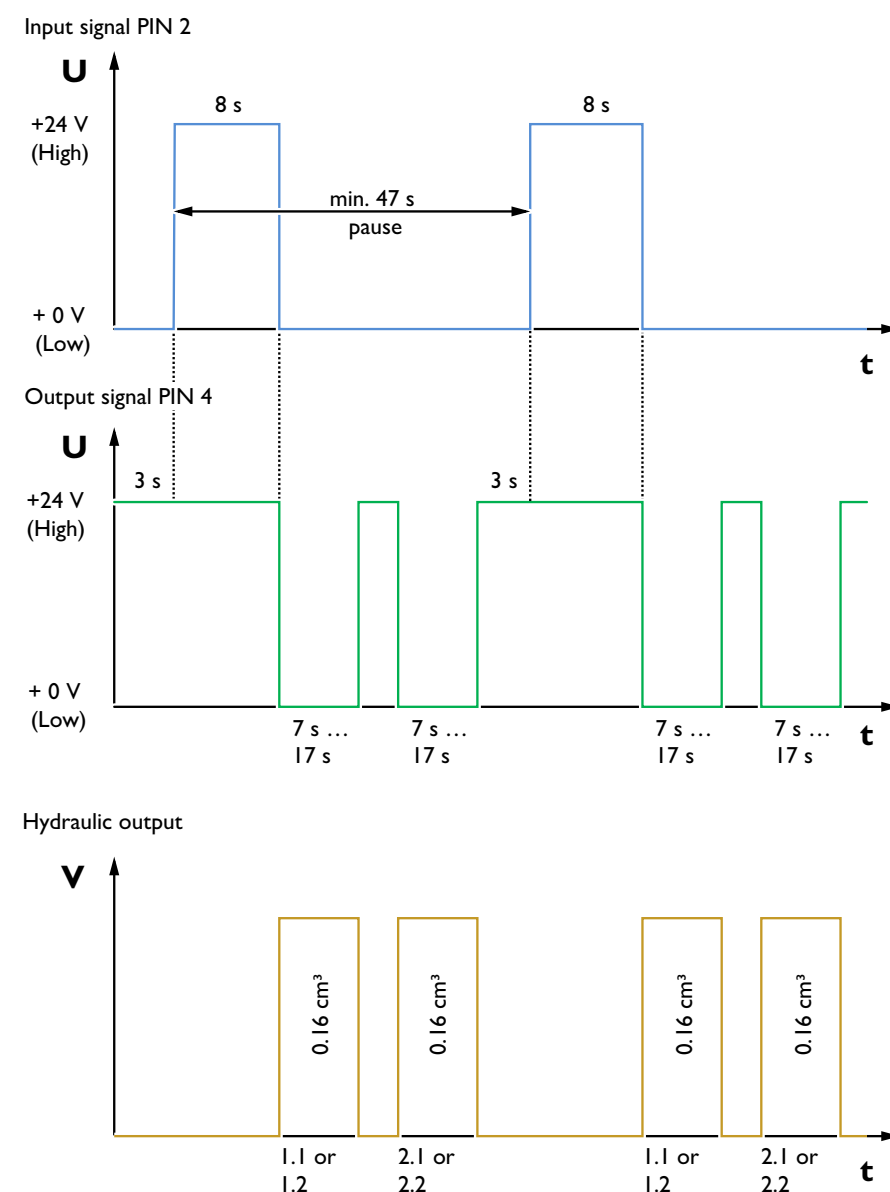 Input signal PIN 2
U
8 s
8 s
+24 V
(High)
min. 47 s
pause
+ 0 V
(Low)
t
Output signal PIN 4
U
3 s
3 s
+24 V
(High)
+ 0 V
(Low)
7 s …
17 s
7 s …
17 s
7 s …
17 s
7 s …
17 s
t
Hydraulic output
V
0.16 cm³
0.16 cm³
0.16 cm³
0.16 cm³
1.1 or
1.2
2.1 or
2.2
1.1 or
1.2
2.1 or
2.2
t